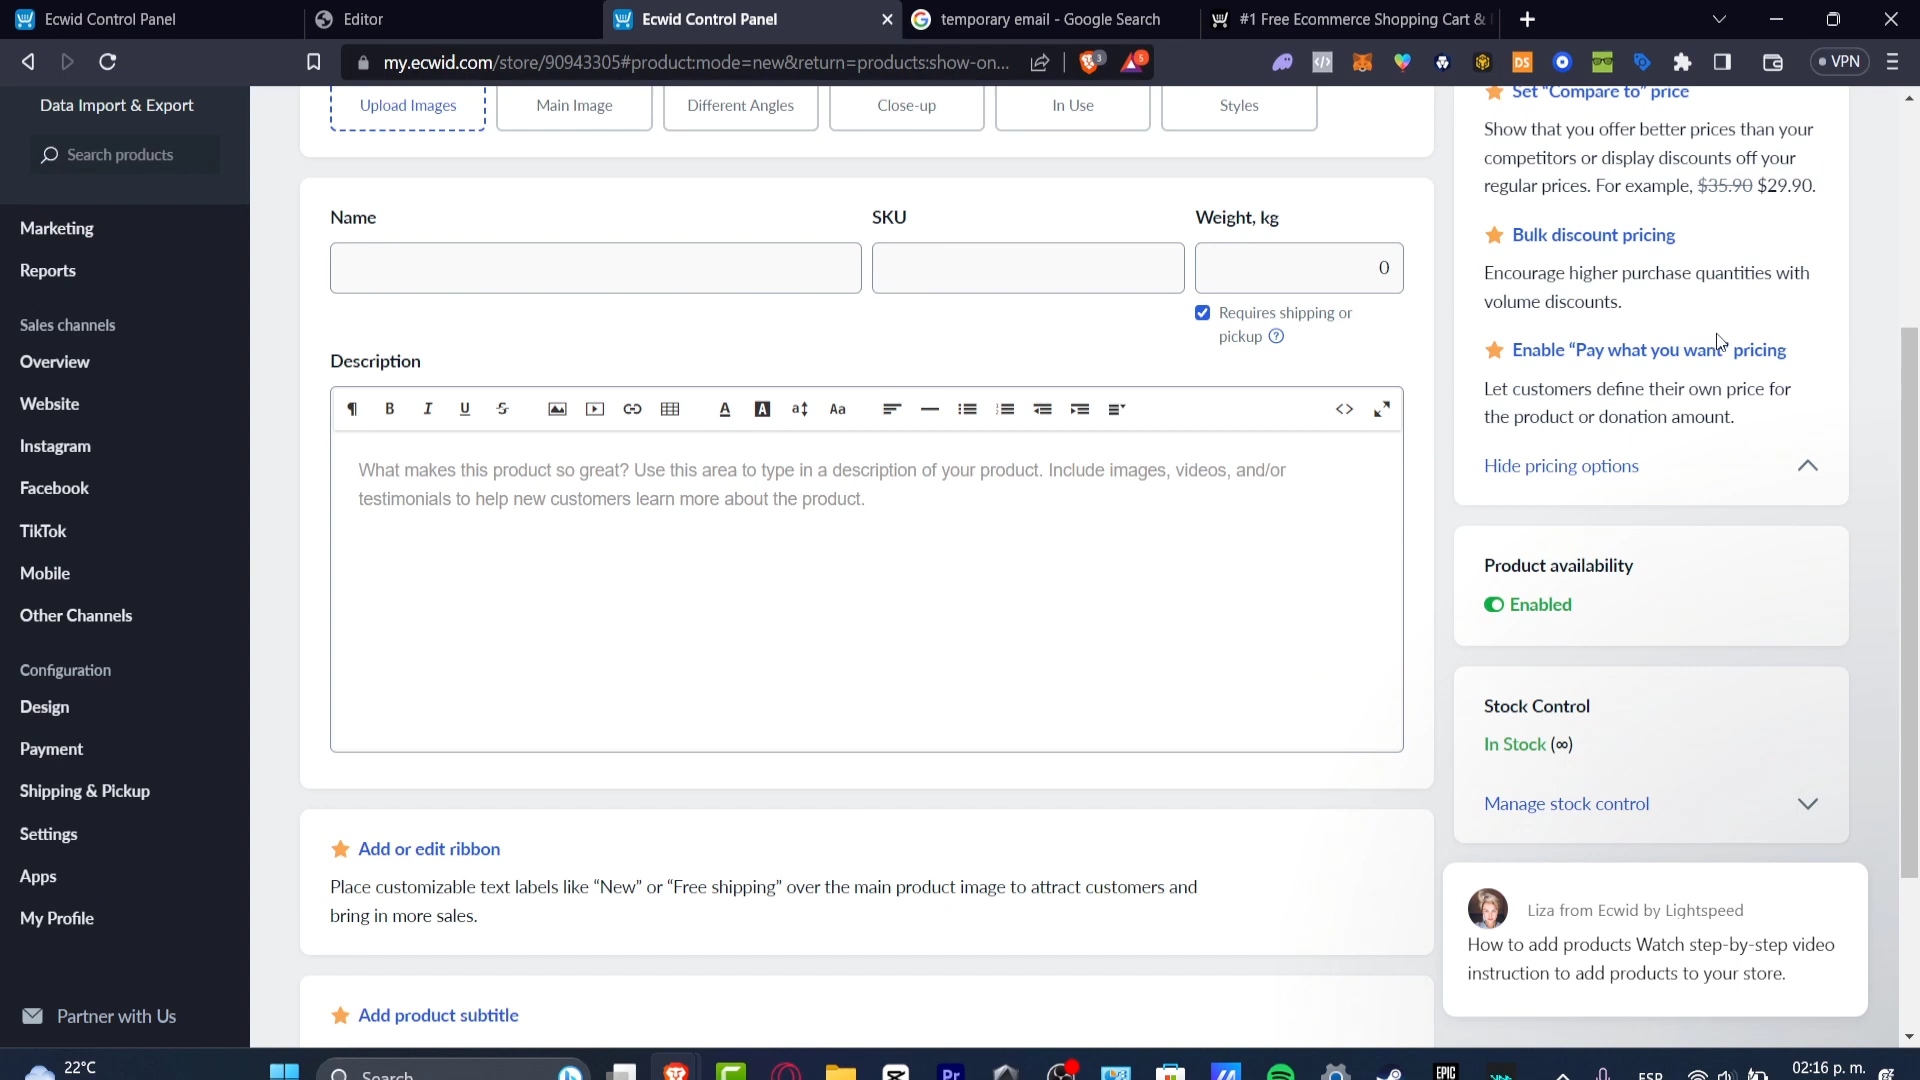 Ecwid Control Panel
Editor
Ecwid Control Panel
temporary email - Google Search
#1 Free Ecommerce Shopping Cart &
my.ecwid.com/store/90943305#product:mode=new&return=products:show-on...
3
5
DS
VPN
Data Import & Export
Search products
Marketing
Reports
Sales channels
Overview
Website
Instagram
Facebook
TikTok
Mobile
Other Channels
Configuration
Design
Payment
Shipping & Pickup
Settings
Apps
My Profile
Partner with Us
Upload Images
Main Image
Different Angles
Close-up
In Use
Styles
Name
SKU
Weight, kg
0
Requires shipping or
pickup ?
Description
¶ B I U S A A Aa <>
What makes this product so great? Use this area to type in a description of your product. Include images, videos, and/or
testimonials to help new customers learn more about the product.
Add or edit ribbon
Place customizable text labels like “New” or “Free shipping” over the main product image to attract customers and
bring in more sales.
Add product subtitle
Set “Compare to” price
Show that you offer better prices than your
competitors or display discounts off your
regular prices. For example, $35.90 $29.90.
Bulk discount pricing
Encourage higher purchase quantities with
volume discounts.
Enable “Pay what you want” pricing
Let customers define their own price for
the product or donation amount.
Hide pricing options
Product availability
Enabled
Stock Control
In Stock (∞)
Manage stock control
Liza from Ecwid by Lightspeed
How to add products Watch step-by-step video
instruction to add products to your store.
22°C
Search
Pr
EPIC
ESP
02:16 p. m.